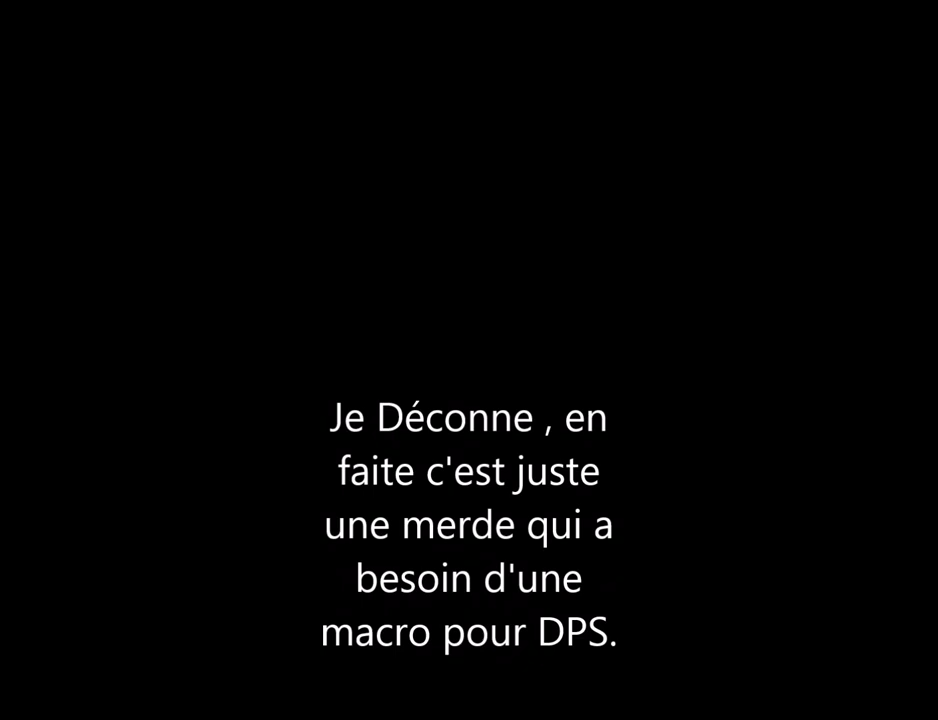 Je Déconne , en
faite c'est juste
une merde qui a
besoin d'une
macro pour DPS.